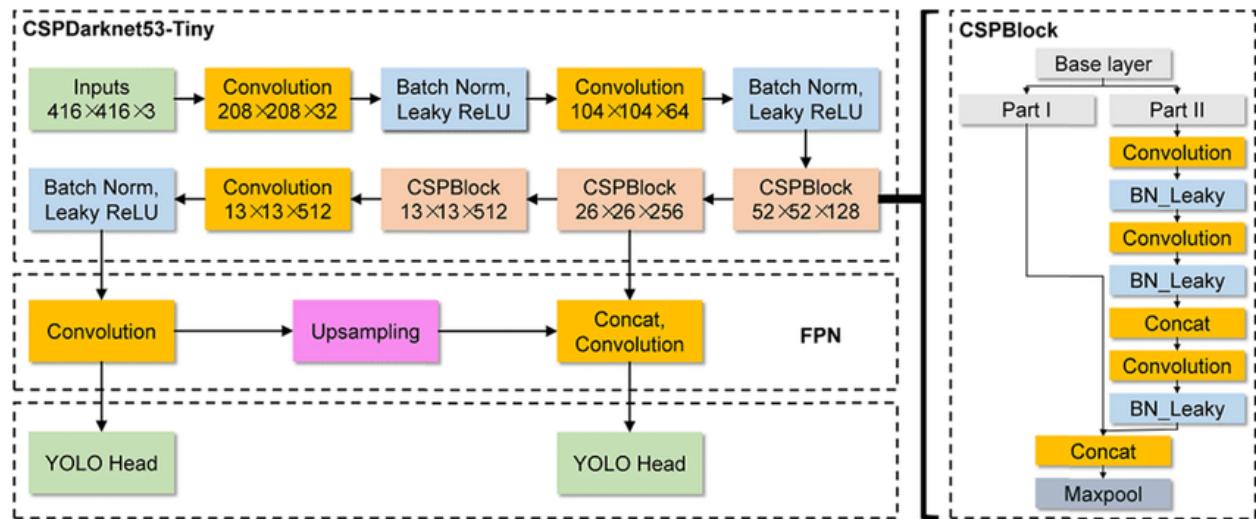 CSPDarknet53-Tiny
Inputs
416×416×3
Convolution
208×208×32
Batch Norm,
Leaky ReLU
Convolution
104×104×64
Batch Norm,
Leaky ReLU
Batch Norm,
Leaky ReLU
Convolution
13×13×512
CSPBlock
13×13×512
CSPBlock
26×26×256
CSPBlock
52×52×128
Convolution
Upsampling
Concat,
Convolution
FPN
YOLO Head
YOLO Head
CSPBlock
Base layer
Part I
Part II
Convolution
BN_Leaky
Convolution
BN_Leaky
Concat
Convolution
BN_Leaky
Concat
Maxpool